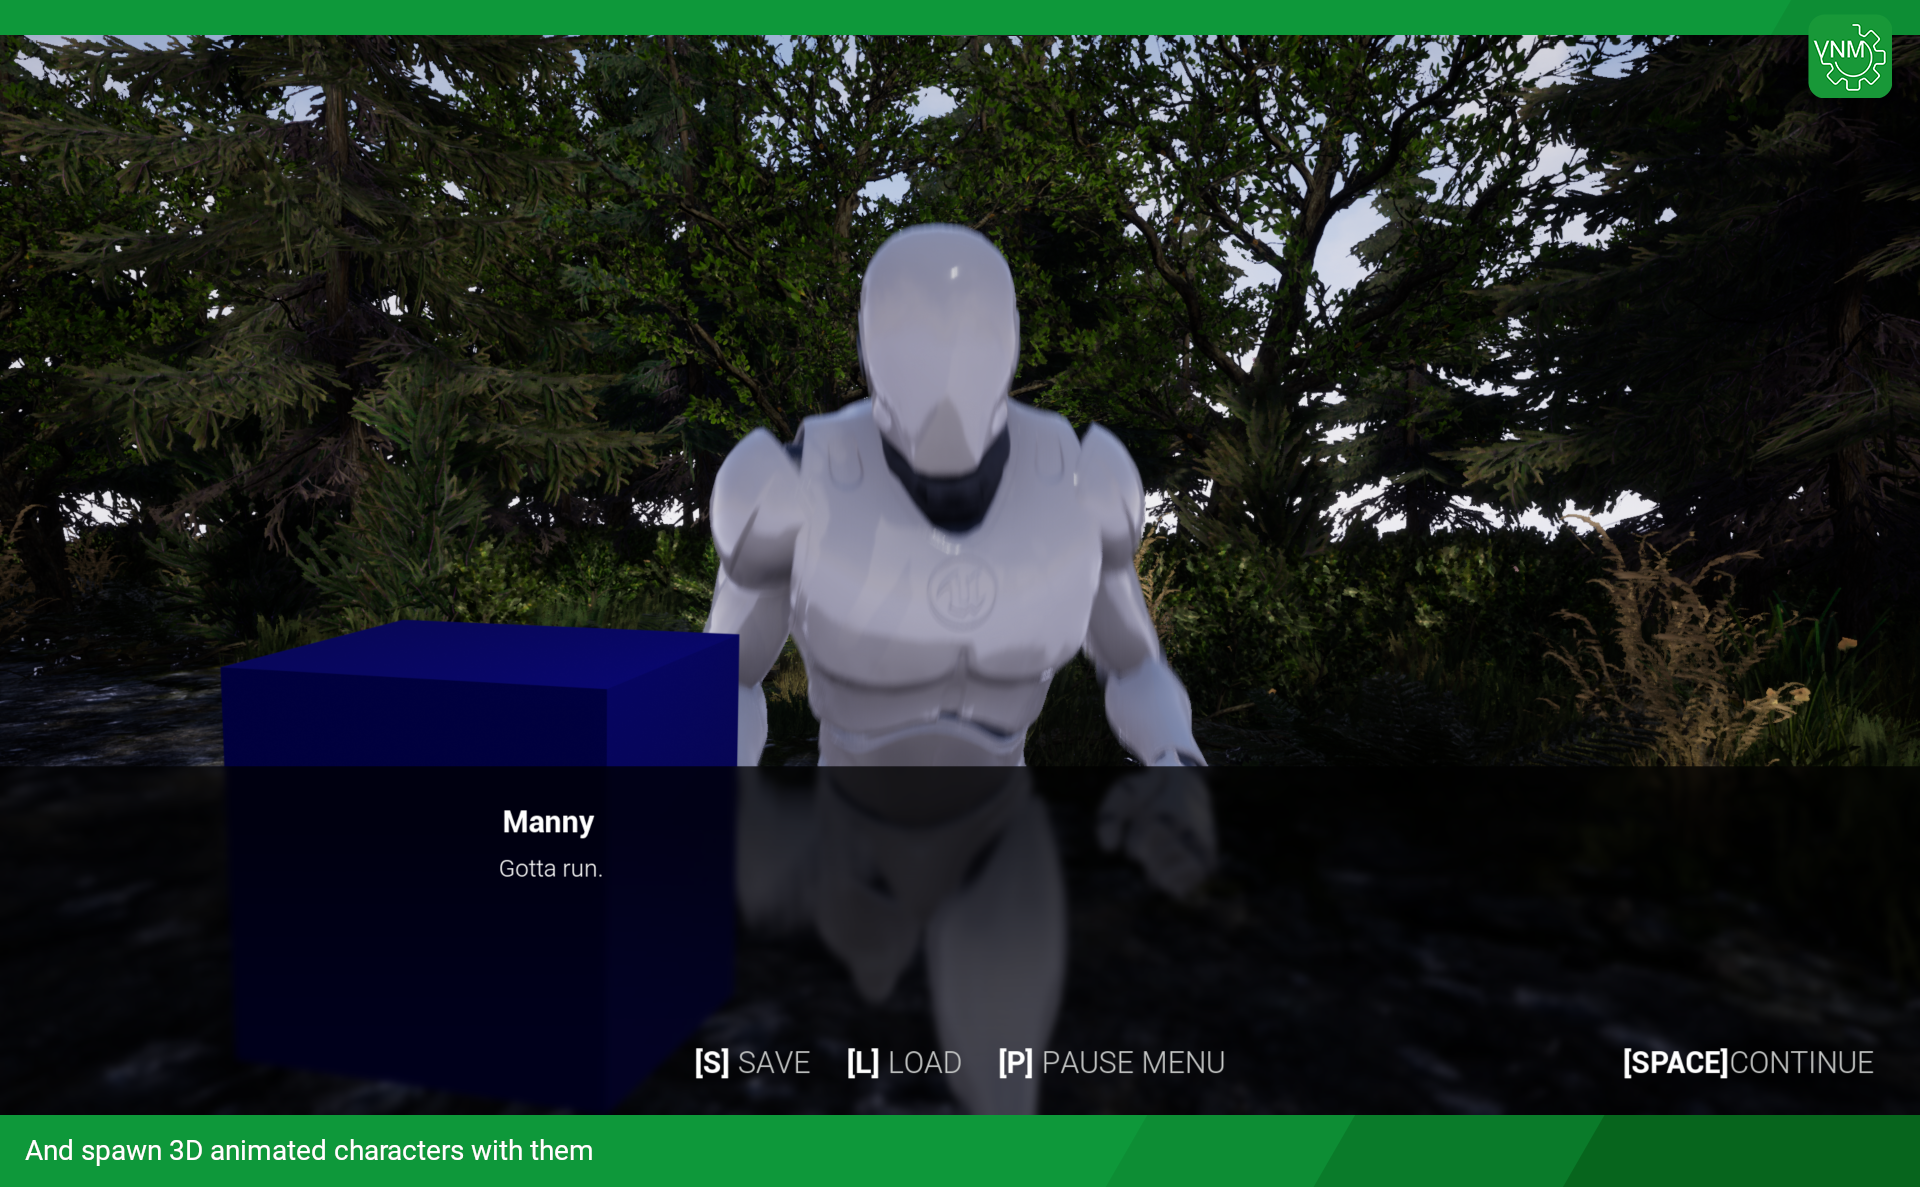 VNM
Manny
Gotta run.
[S] SAVE [L] LOAD [P] PAUSE MENU [SPACE]CONTINUE
And spawn 3D animated characters with them